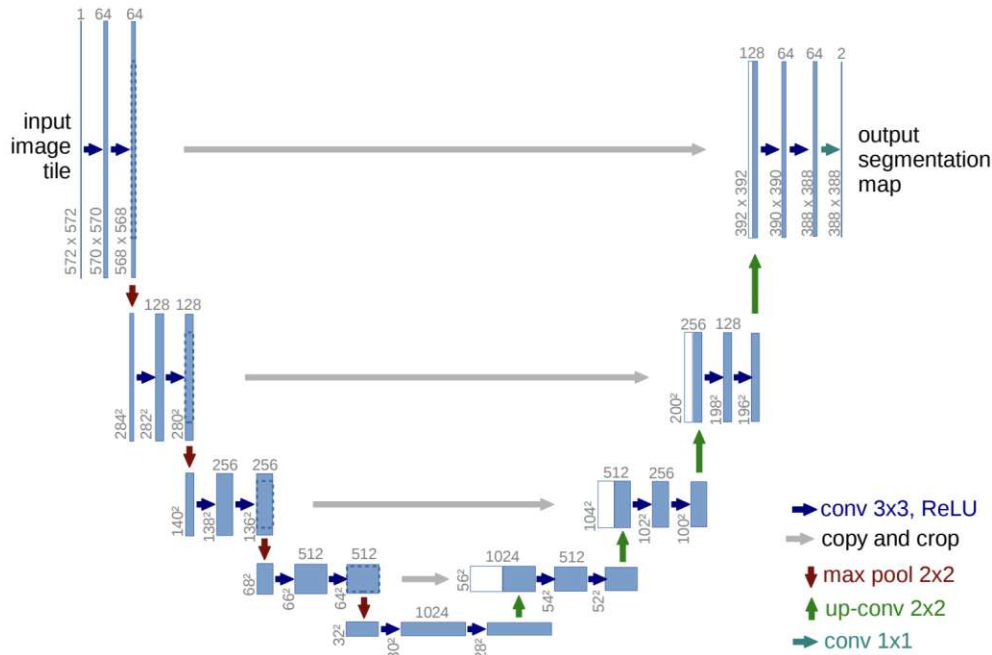 1 64 64
128 64 64 2
input
image
tile
output
segmentation
map
572 x 572
570 x 570
568 x 568
392 x 392
390 x 390
388 x 388
388 x 388
128 128
256 128
284²
282²
280²
200²
198²
196²
256 256
512 256
140²
138²
136²
104²
102²
100²
512 512
1024 512
68²
66²
64²
56²
54²
52²
1024
32²
30²
28²
conv 3x3, ReLU
copy and crop
max pool 2x2
up-conv 2x2
conv 1x1